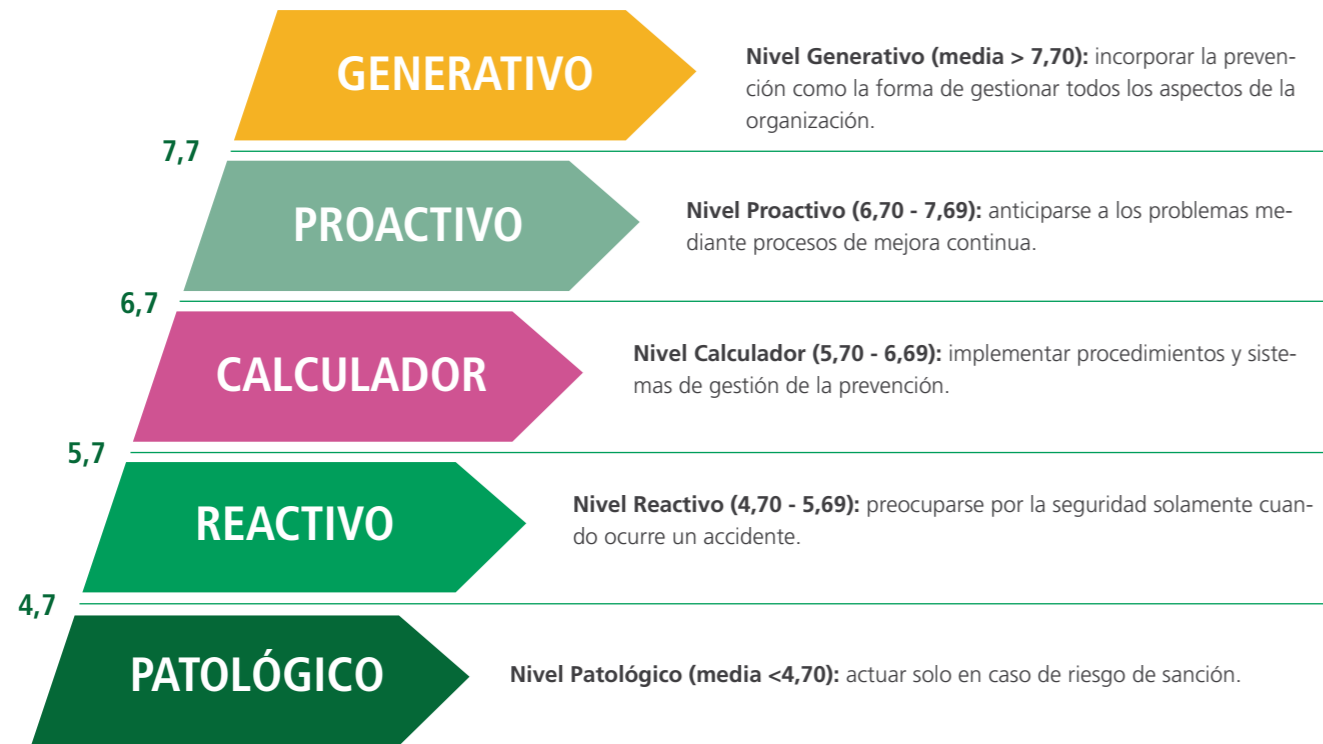 GENERATIVO
Nivel Generativo (media > 7,70): incorporar la preven-
ción como la forma de gestionar todos los aspectos de la
organización.
7,7
PROACTIVO
Nivel Proactivo (6,70 - 7,69): anticiparse a los problemas me-
diante procesos de mejora continua.
6,7
CALCULADOR
Nivel Calculador (5,70 - 6,69): implementar procedimientos y siste-
mas de gestión de la prevención.
5,7
REACTIVO
Nivel Reactivo (4,70 - 5,69): preocuparse por la seguridad solamente cuan-
do ocurre un accidente.
4,7
PATOLÓGICO
Nivel Patológico (media <4,70): actuar solo en caso de riesgo de sanción.